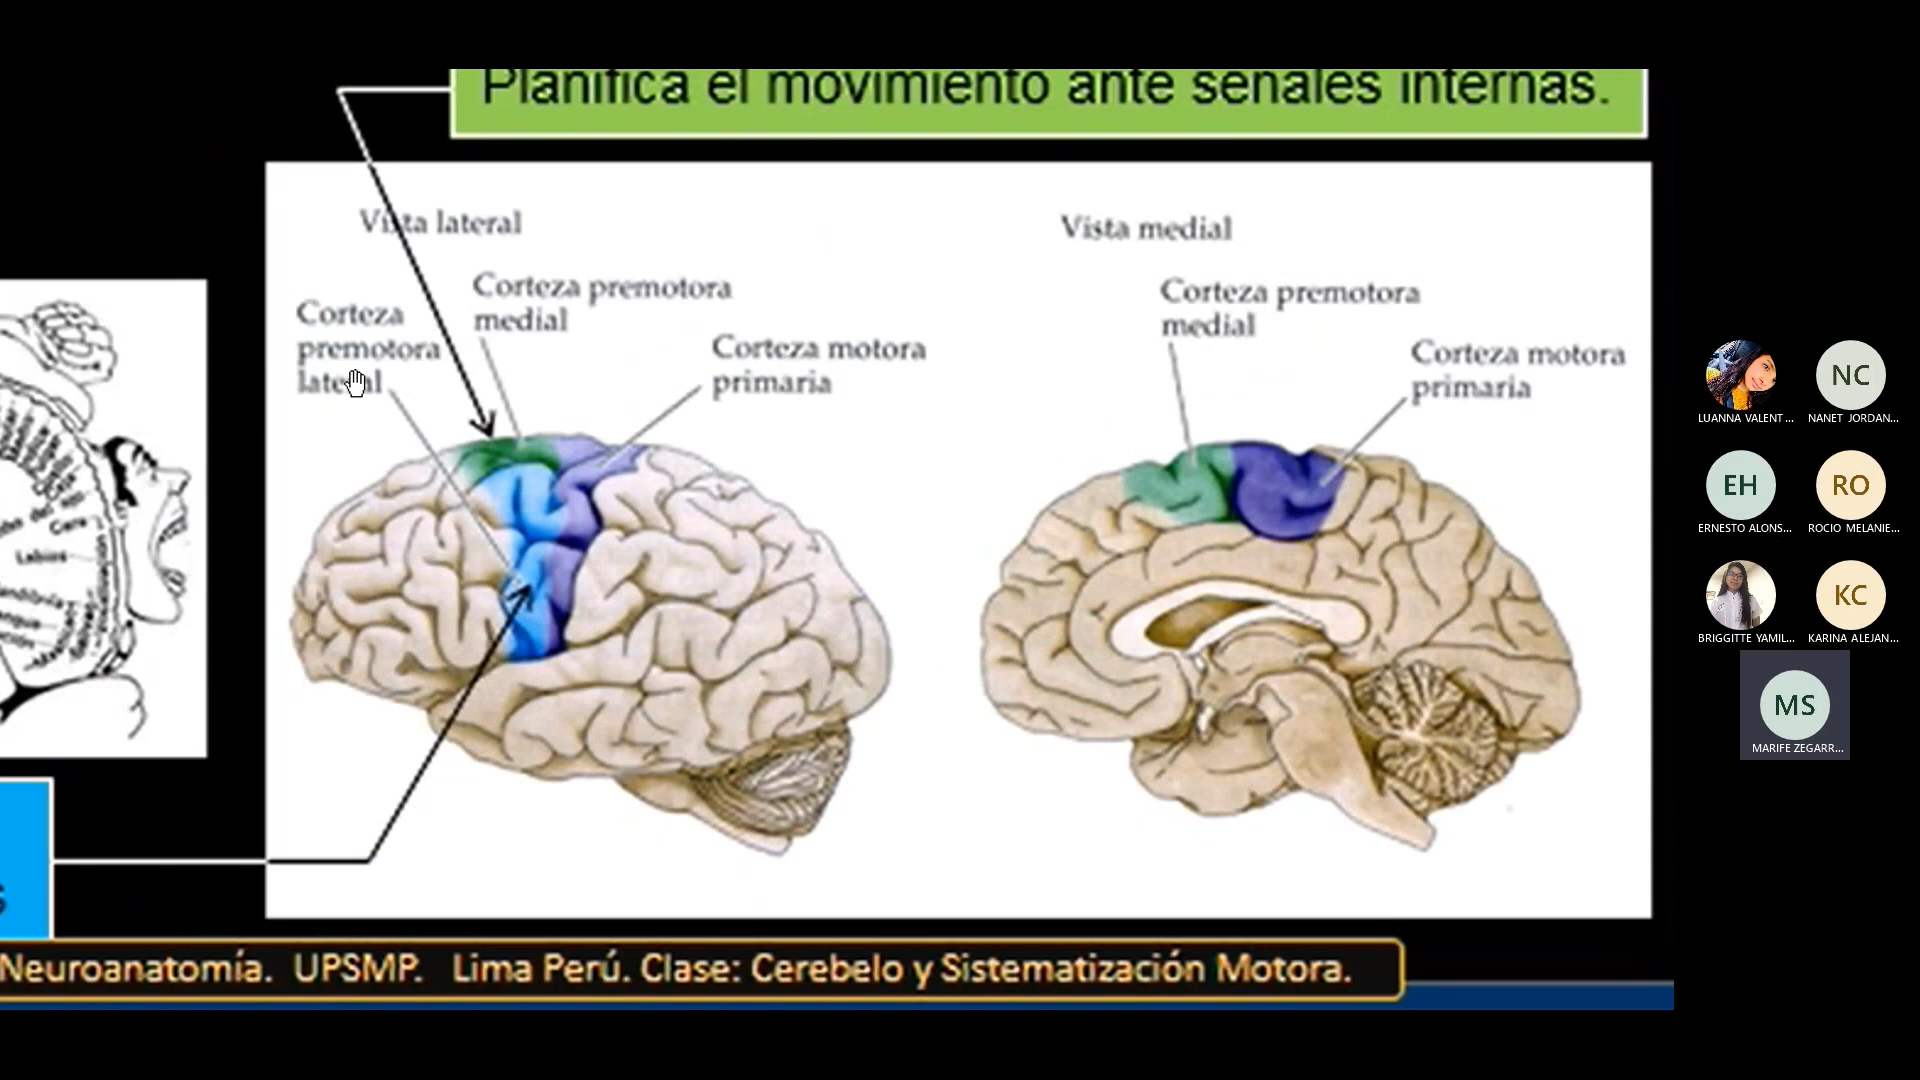 Planifica el movimiento ante señales internas.
Vista lateral
Vista medial
Corteza premotora
medial
Corteza
premotora
lateral
Corteza motora
primaria
Corteza premotora
medial
Corteza motora
primaria
Cara
Labios
Neuroanatomía. UPSMP. Lima Perú. Clase: Cerebelo y Sistematización Motora.
LUANNA VALENT...
NC
NANET JORDAN...
EH
ERNESTO ALONS...
RO
ROCIO MELANIE...
BRIGGITTE YAMIL...
KC
KARINA ALEJAN...
MS
MARIFE ZEGARR...